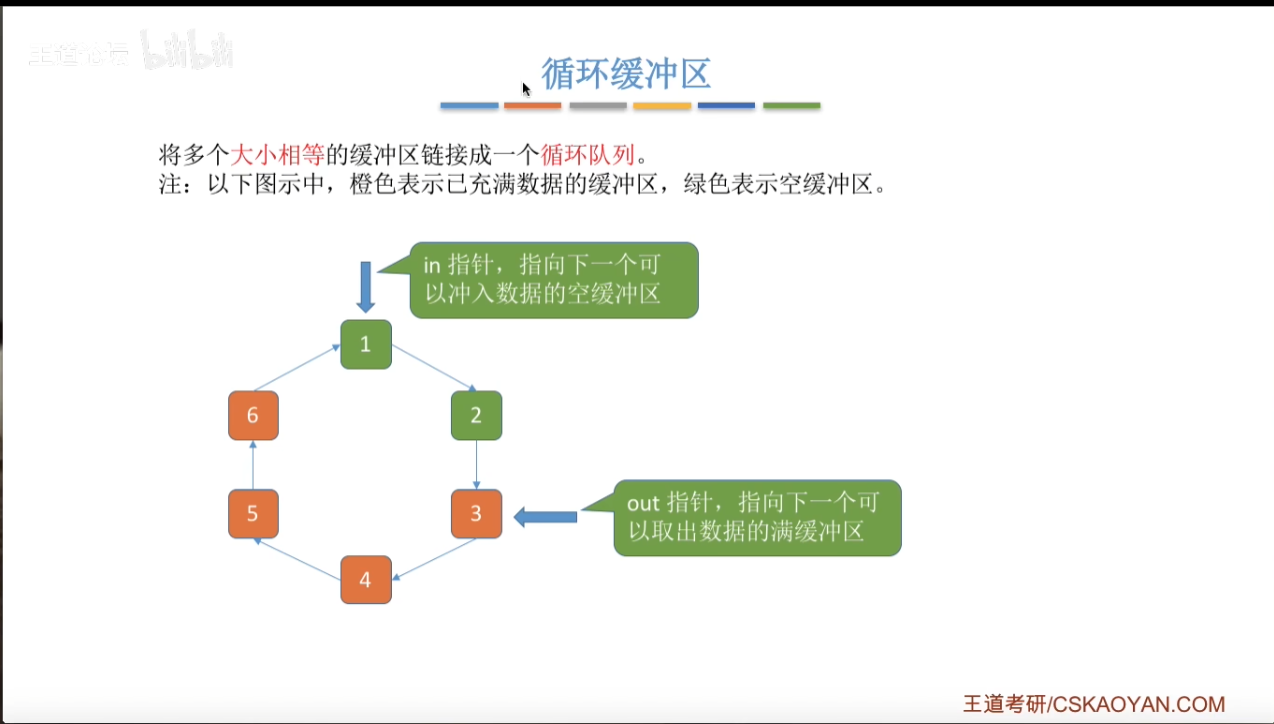 王道论坛 bilibili
循环缓冲区
将多个大小相等的缓冲区链接成一个循环队列。
注：以下图示中，橙色表示已充满数据的缓冲区，绿色表示空缓冲区。
in 指针，指向下一个可
以冲入数据的空缓冲区
1
6
2
out 指针，指向下一个可
以取出数据的满缓冲区
5
3
4
王道考研/CSKAOYAN.COM